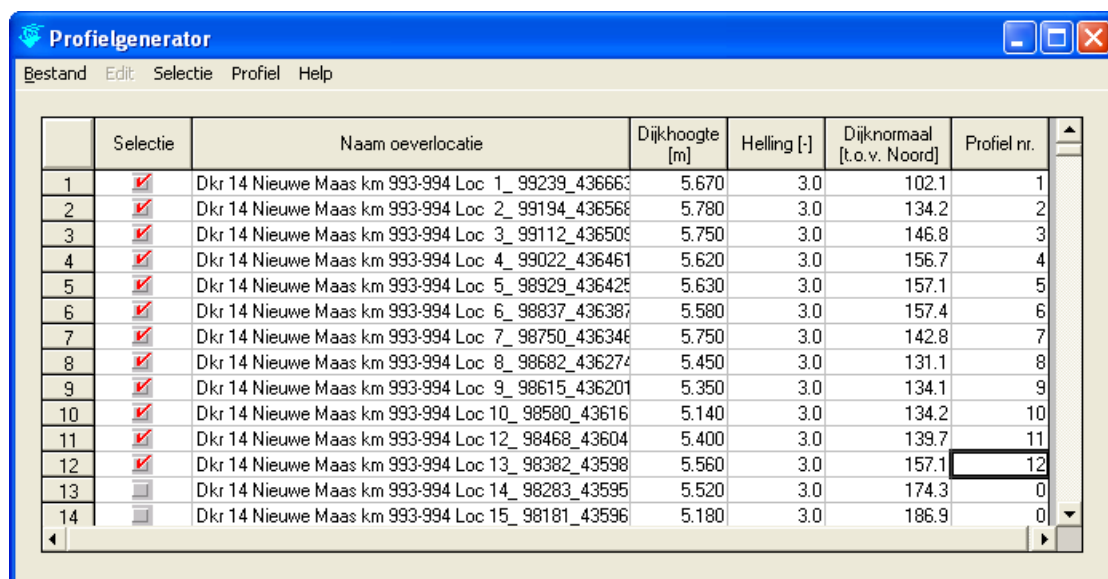 Profielgenerator
Bestand Edit Selectie Profiel Help
Selectie Naam oeverlocatie Dijkhoogte [m] Helling [-] Dijknormaal [t.o.v. Noord] Profiel nr.
1 Dkr 14 Nieuwe Maas km 993-994 Loc 1_ 99239_436663 5.670 3.0 102.1 1
2 Dkr 14 Nieuwe Maas km 993-994 Loc 2_ 99194_436568 5.780 3.0 134.2 2
3 Dkr 14 Nieuwe Maas km 993-994 Loc 3_ 99112_436509 5.750 3.0 146.8 3
4 Dkr 14 Nieuwe Maas km 993-994 Loc 4_ 99022_436461 5.620 3.0 156.7 4
5 Dkr 14 Nieuwe Maas km 993-994 Loc 5_ 98929_436425 5.630 3.0 157.1 5
6 Dkr 14 Nieuwe Maas km 993-994 Loc 6_ 98837_436387 5.580 3.0 157.4 6
7 Dkr 14 Nieuwe Maas km 993-994 Loc 7_ 98750_436346 5.750 3.0 142.8 7
8 Dkr 14 Nieuwe Maas km 993-994 Loc 8_ 98682_436274 5.450 3.0 131.1 8
9 Dkr 14 Nieuwe Maas km 993-994 Loc 9_ 98615_436201 5.350 3.0 134.1 9
10 Dkr 14 Nieuwe Maas km 993-994 Loc 10_ 98580_43616 5.140 3.0 134.2 10
11 Dkr 14 Nieuwe Maas km 993-994 Loc 12_ 98468_43604 5.400 3.0 139.7 11
12 Dkr 14 Nieuwe Maas km 993-994 Loc 13_ 98382_43598 5.560 3.0 157.1 12
13 Dkr 14 Nieuwe Maas km 993-994 Loc 14_ 98283_43595 5.520 3.0 174.3 0
14 Dkr 14 Nieuwe Maas km 993-994 Loc 15_ 98181_43596 5.180 3.0 186.9 0